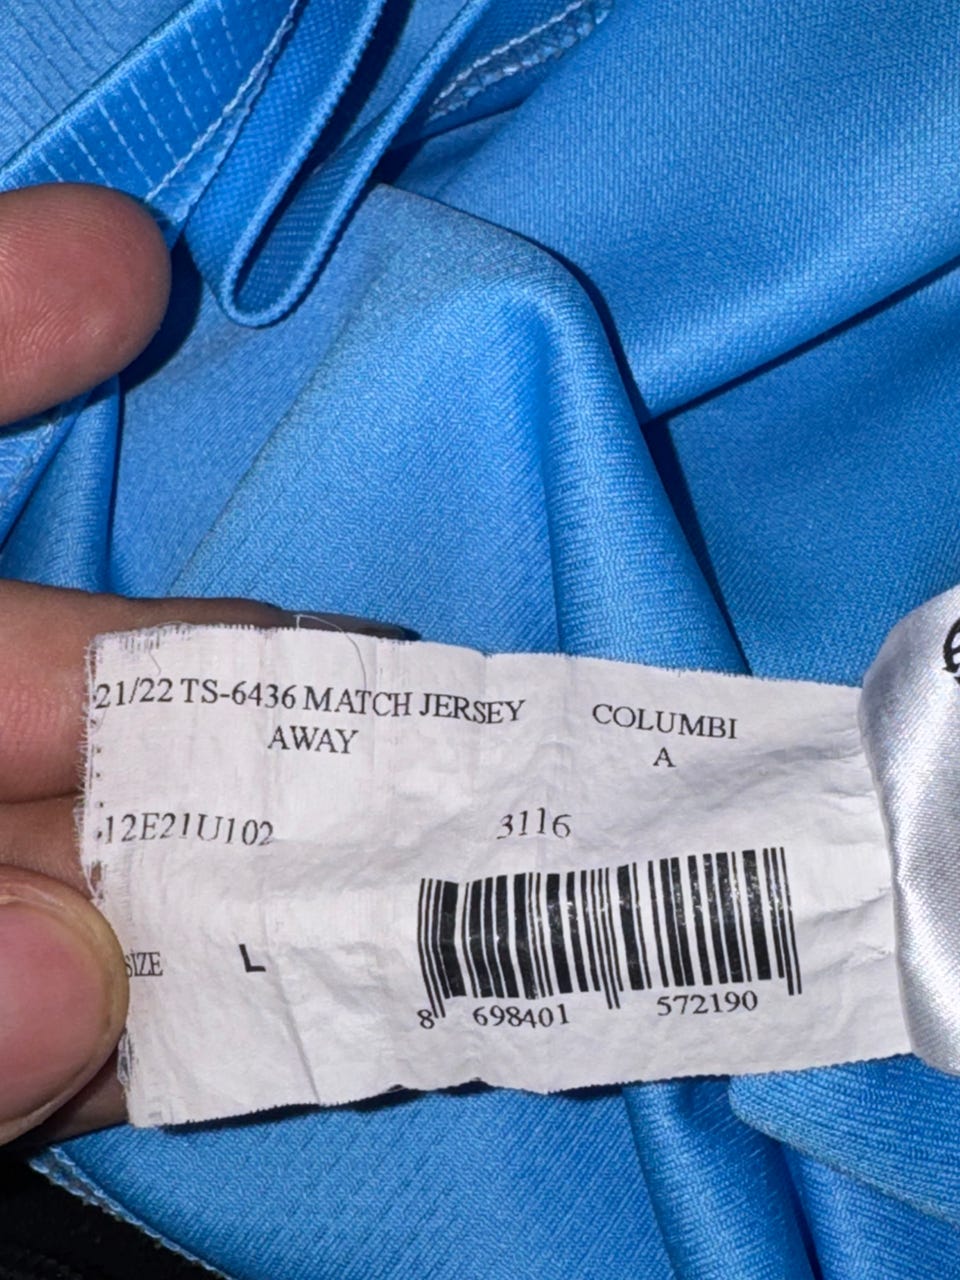 21/22 TS-6436 MATCH JERSEY AWAY
COLUMBI
A
12E21U102
3116
SIZE L
8 698401 572190